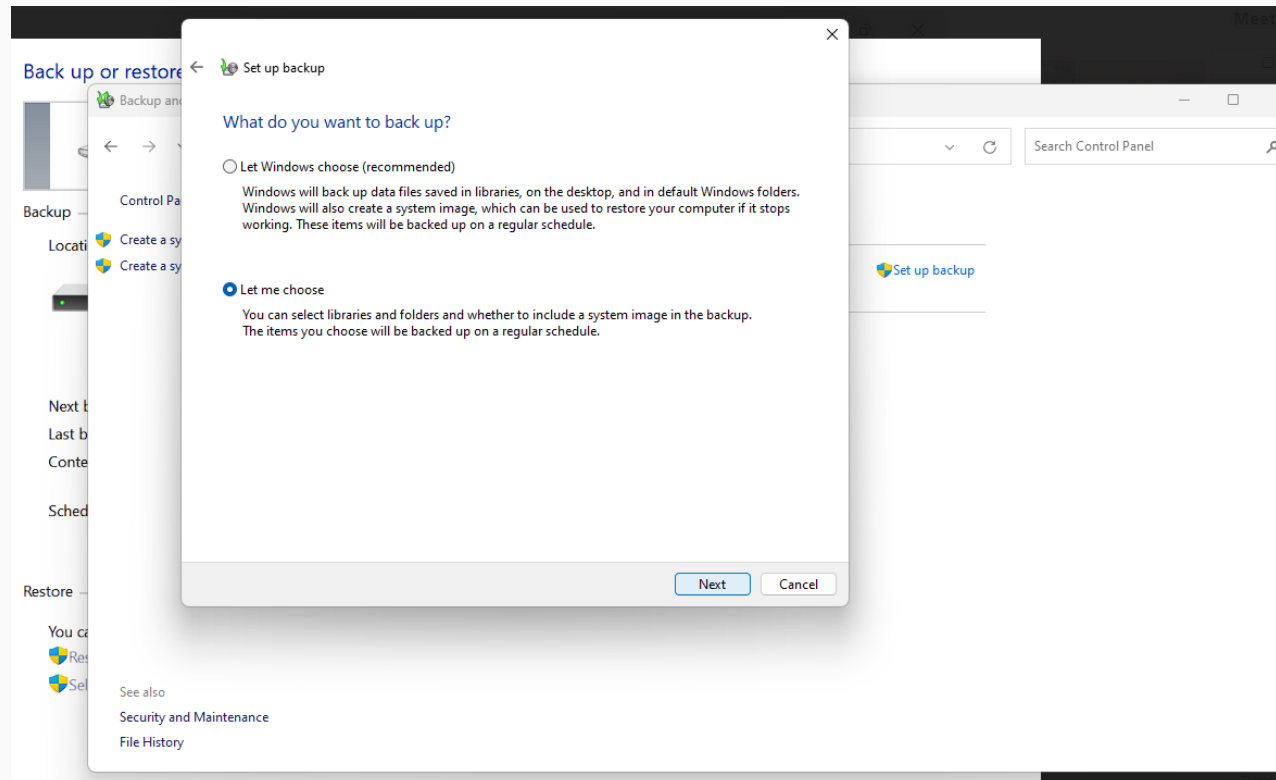 Meet
Back up or restore
Set up backup
Backup and
What do you want to back up?
Search Control Panel
Let Windows choose (recommended)
Windows will back up data files saved in libraries, on the desktop, and in default Windows folders.
Windows will also create a system image, which can be used to restore your computer if it stops
working. These items will be backed up on a regular schedule.
Control Pa
Backup
Locati
Create a sy
Create a sy
Set up backup
Let me choose
You can select libraries and folders and whether to include a system image in the backup.
The items you choose will be backed up on a regular schedule.
Next b
Last b
Conte
Sched
Next
Cancel
Restore
You ca
Res
Sel
See also
Security and Maintenance
File History